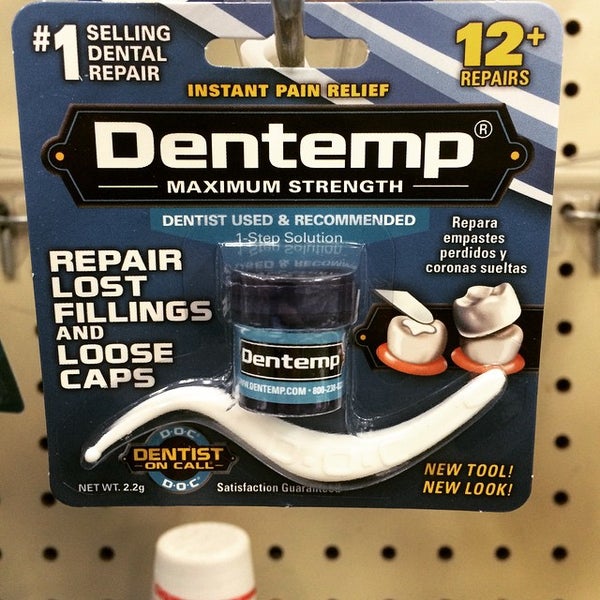 #1 SELLING
DENTAL
REPAIR
12+
REPAIRS
INSTANT PAIN RELIEF
Dentemp®
MAXIMUM STRENGTH
DENTIST USED & RECOMMENDED
1-Step Solution
Repara
empastes
perdidos y
coronas sueltas
REPAIR
LOST
FILLINGS
AND
LOOSE
CAPS
Dentemp
.DENTEMP.COM
D·O·C
DENTIST
-ON CALL-
D·O·C
NET WT. 2.2g
Satisfaction Guaranteed
NEW TOOL!
NEW LOOK!